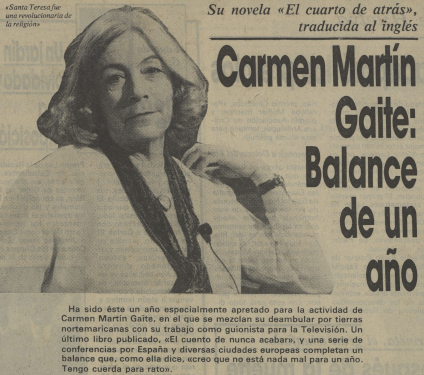 «Santa Teresa fue
una revolucionaria de
la religión»
Su novela «El cuarto de atrás»,
traducida al inglés
Carmen Martín
Gaite:
Balance
de un
año
Ha sido éste un año especialmente apretado para la actividad de
Carmen Martín Gaite, en el que se mezclan su deambular por tierras
nortemaricanas con su trabajo como guionista para la Televisión. Un
último libro publicado, «El cuento de nunca acabar», y una serie de
conferencias por España y diversas ciudades europeas completan un
balance que, como ella dice, «creo que no está nada mal para un año.
Tengo cuerda para rato».